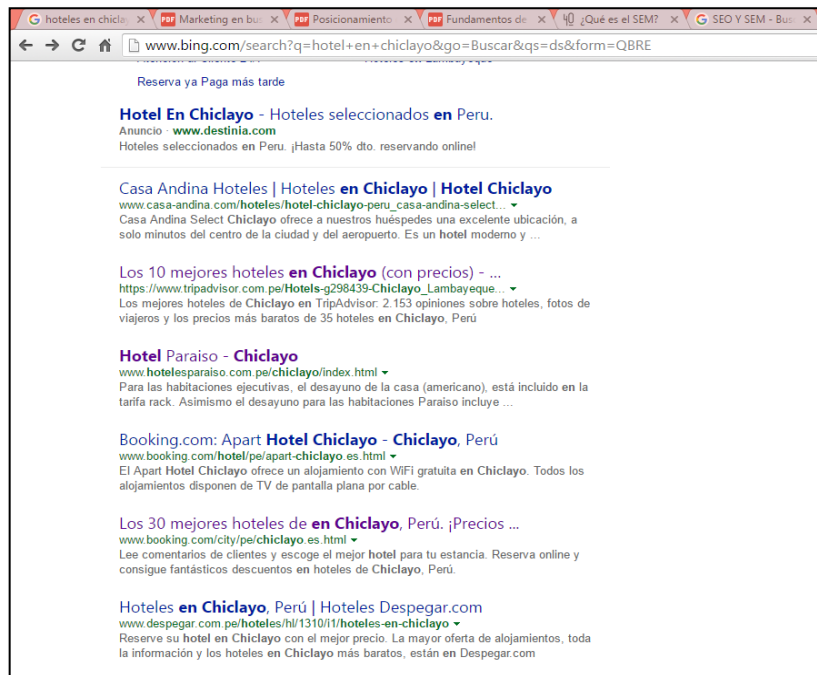 hoteles en chicla
Marketing en bu
Posicionamiento
Fundamentos de
¿Qué es el SEM?
SEO Y SEM - Bus
www.bing.com/search?q=hotel+en+chiclayo&go=Buscar&qs=ds&form=QBRE
Reserva ya Paga más tarde
Hotel En Chiclayo - Hoteles seleccionados en Peru.
Anuncio · www.destinia.com
Hoteles seleccionados en Peru. ¡Hasta 50% dto. reservando online!
Casa Andina Hoteles | Hoteles en Chiclayo | Hotel Chiclayo
www.casa-andina.com/hoteles/hotel-chiclayo-peru_casa-andina-select...
Casa Andina Select Chiclayo ofrece a nuestros huéspedes una excelente ubicación, a
solo minutos del centro de la ciudad y del aeropuerto. Es un hotel moderno y ...
Los 10 mejores hoteles en Chiclayo (con precios) - ...
https://www.tripadvisor.com.pe/Hotels-g298439-Chiclayo_Lambayeque...
Los mejores hoteles de Chiclayo en TripAdvisor: 2.153 opiniones sobre hoteles, fotos de
viajeros y los precios más baratos de 35 hoteles en Chiclayo, Perú
Hotel Paraiso - Chiclayo
www.hotelesparaiso.com.pe/chiclayo/index.html
Para las habitaciones ejecutivas, el desayuno de la casa (americano), está incluido en la
tarifa rack. Asimismo el desayuno para las habitaciones Paraiso incluye ...
Booking.com: Apart Hotel Chiclayo - Chiclayo, Perú
www.booking.com/hotel/pe/apart-chiclayo.es.html
El Apart Hotel Chiclayo ofrece un alojamiento con WiFi gratuita en Chiclayo. Todos los
alojamientos disponen de TV de pantalla plana por cable.
Los 30 mejores hoteles de en Chiclayo, Perú. ¡Precios ...
www.booking.com/city/pe/chiclayo.es.html
Lee comentarios de clientes y escoge el mejor hotel para tu estancia. Reserva online y
consigue fantásticos descuentos en hoteles de Chiclayo, Perú.
Hoteles en Chiclayo, Perú | Hoteles Despegar.com
www.despegar.com.pe/hoteles/hl/1310/i1/hoteles-en-chiclayo
Reserve su hotel en Chiclayo con el mejor precio. La mayor oferta de alojamientos, toda
la información y los hoteles en Chiclayo más baratos, están en Despegar.com